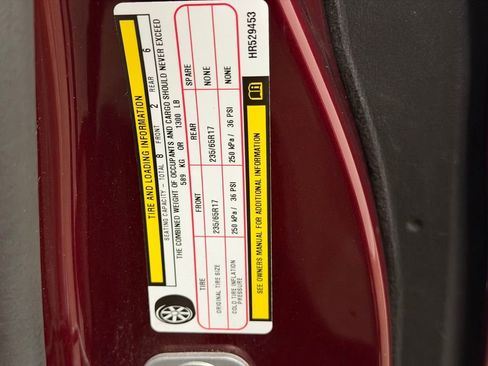 TIRE AND LOADING INFORMATION
SEATING CAPACITY - TOTAL 8 FRONT 2 REAR 6
THE COMBINED WEIGHT OF OCCUPANTS AND CARGO SHOULD NEVER EXCEED
589 KG OR 1300 LB
TIRE FRONT REAR SPARE
ORIGINAL TIRE SIZE 235/65R17 235/65R17 NONE
COLD TIRE INFLATION PRESSURE 250 kPa / 36 PSI 250 kPa / 36 PSI NONE
SEE OWNERS MANUAL FOR ADDITIONAL INFORMATION
HR529453